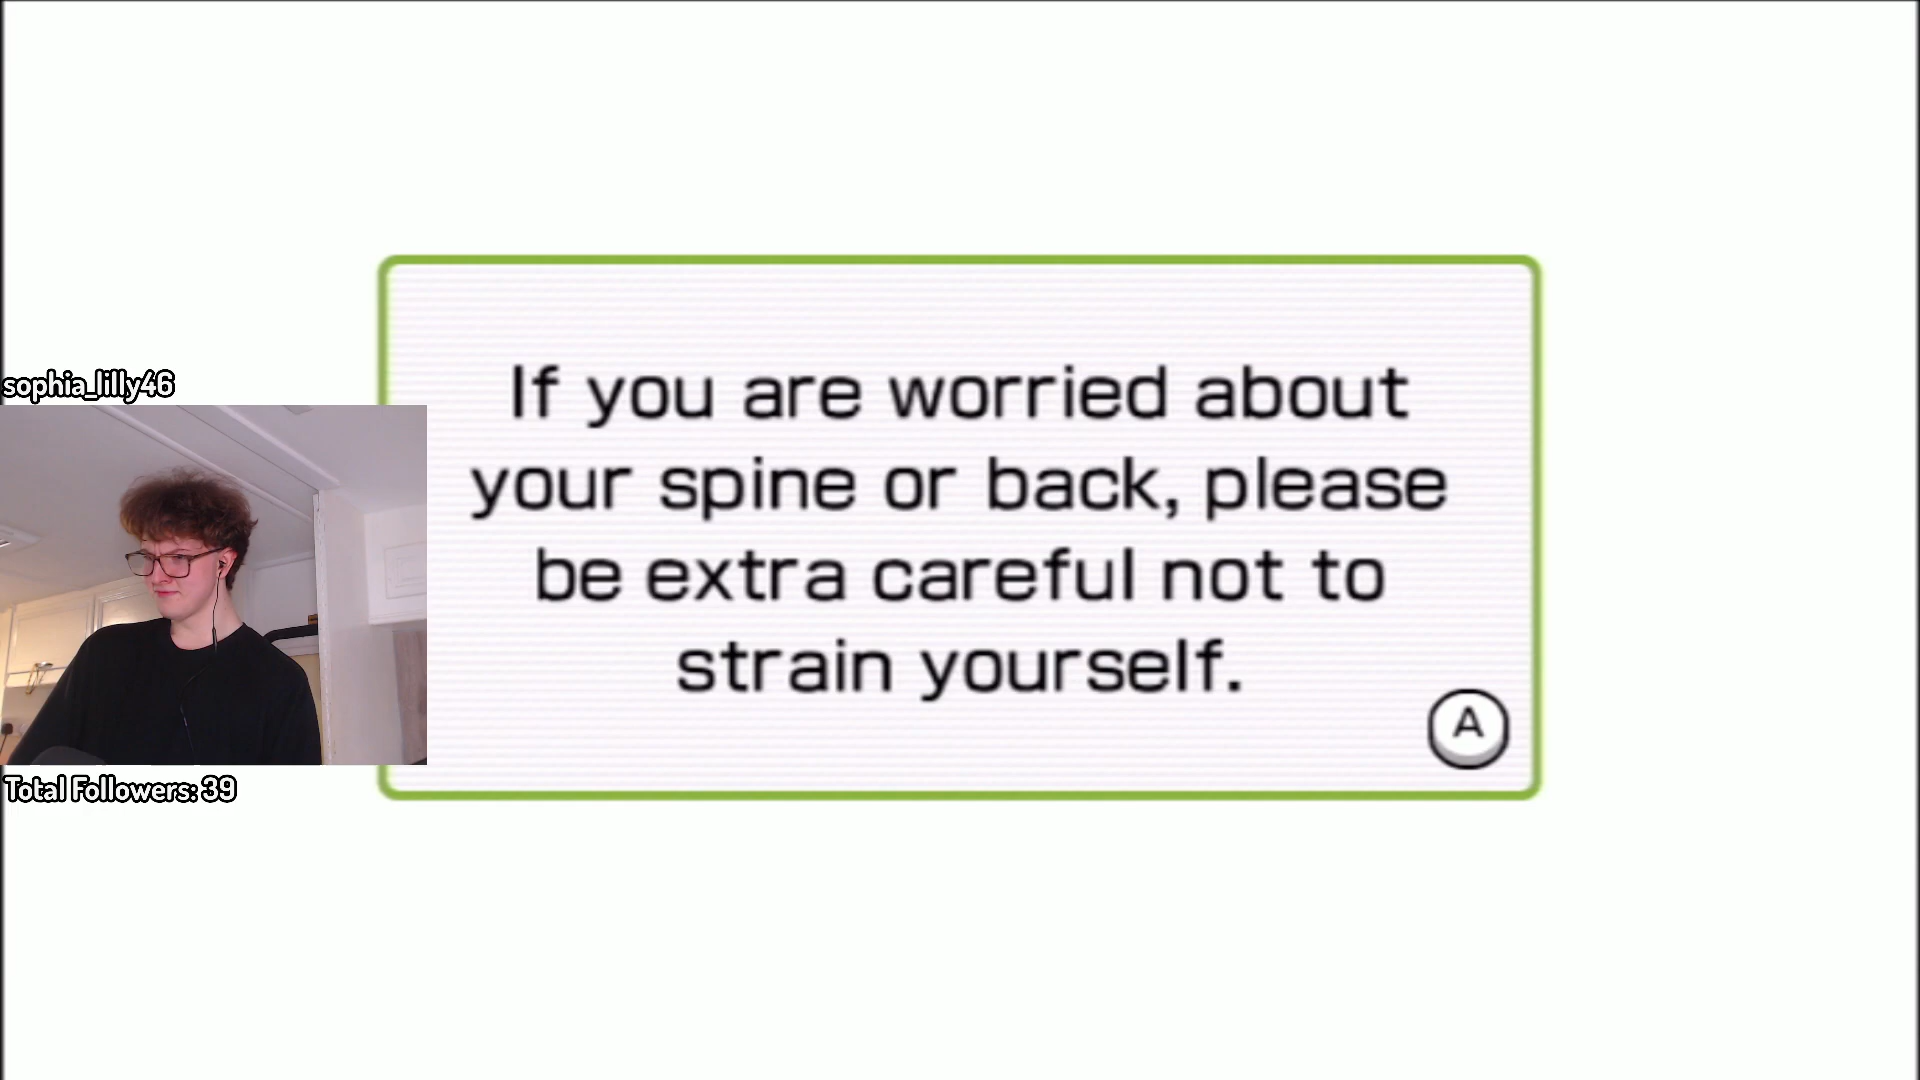 If you are worried about
your spine or back, please
be extra careful not to
strain yourself.
A
sophia_lilly46
Total Followers: 39